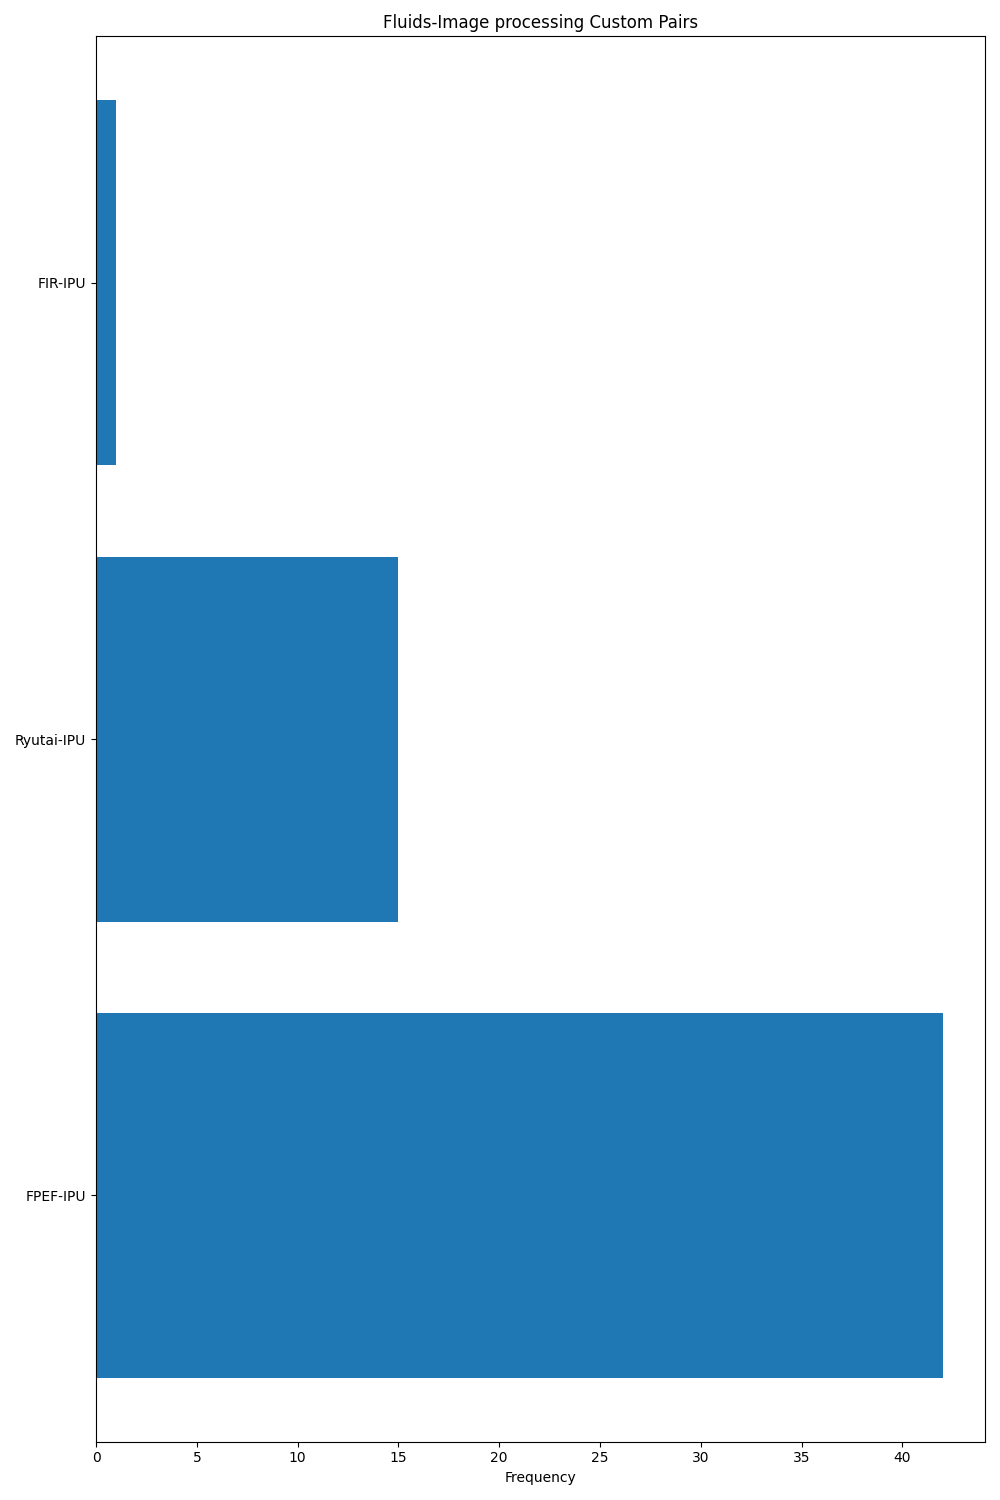 Fluids-Image processing Custom Pairs
FIR-IPU
Ryutai-IPU
FPEF-IPU
0 5 10 15 20 25 30 35 40
Frequency